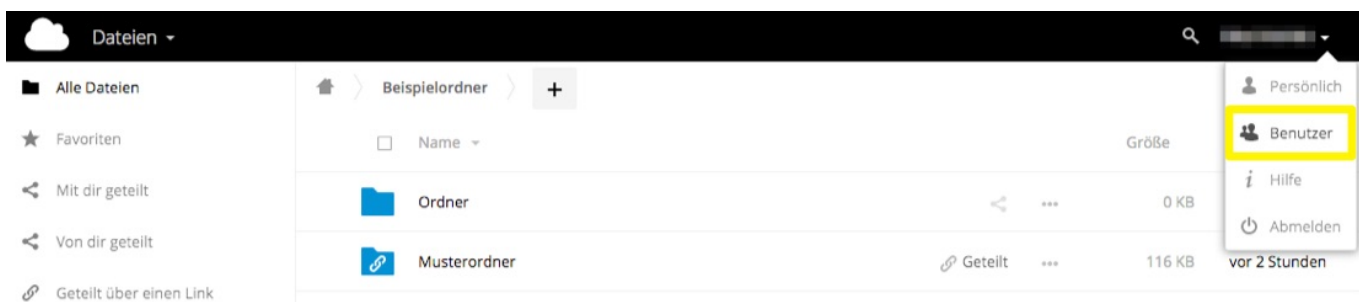 Dateien
Alle Dateien
Favoriten
Mit dir geteilt
Von dir geteilt
Geteilt über einen Link
Beispielordner +
Name Größe
Ordner 0 KB
Musterordner Geteilt 116 KB vor 2 Stunden
Persönlich
Benutzer
Hilfe
Abmelden